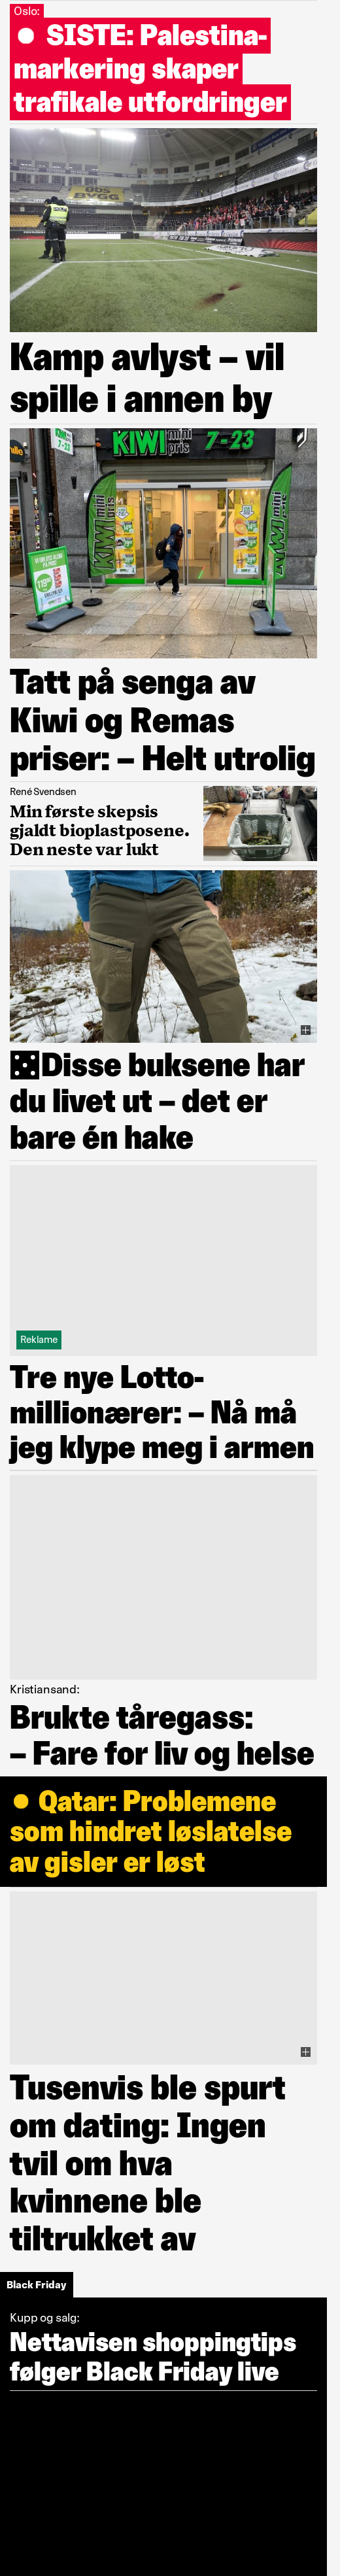 Oslo:
SISTE: Palestina-
markering skaper
trafikale utfordringer
BYGG
Kamp avlyst – vil
spille i annen by
KIWI mini pris 7-23
Tatt på senga av
Kiwi og Remas
priser: – Helt utrolig
René Svendsen
Min første skepsis
gjaldt bioplastposene.
Den neste var lukt
Disse buksene har
du livet ut – det er
bare én hake
Reklame
Tre nye Lotto-
millionærer: – Nå må
jeg klype meg i armen
Kristiansand:
Brukte tåregass:
– Fare for liv og helse
Qatar: Problemene
som hindret løslatelse
av gisler er løst
Tusenvis ble spurt
om dating: Ingen
tvil om hva
kvinnene ble
tiltrukket av
Black Friday
Kupp og salg:
Nettavisen shoppingtips
følger Black Friday live